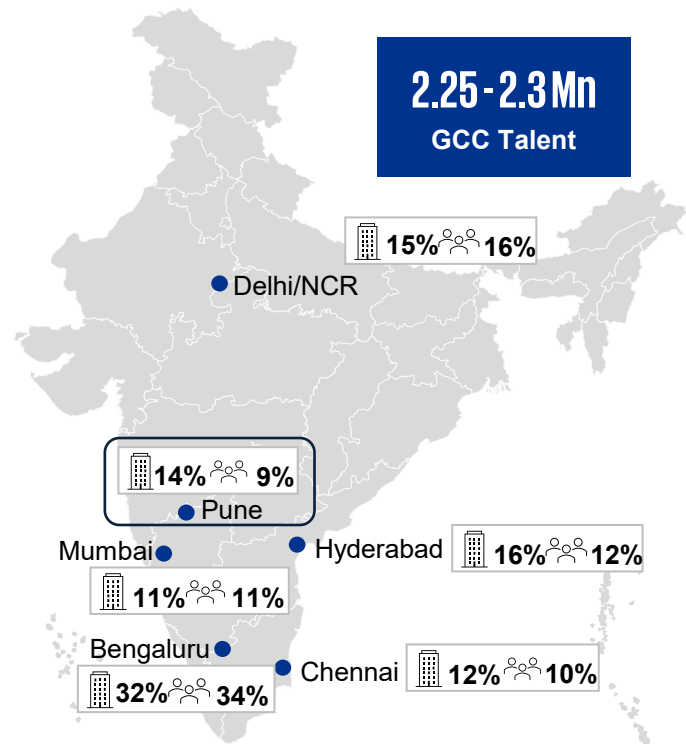 2.25 - 2.3 Mn
GCC Talent
15% 16%
Delhi/NCR
14% 9%
Pune
Mumbai
11% 11%
Hyderabad
16% 12%
Bengaluru
32% 34%
Chennai
12% 10%